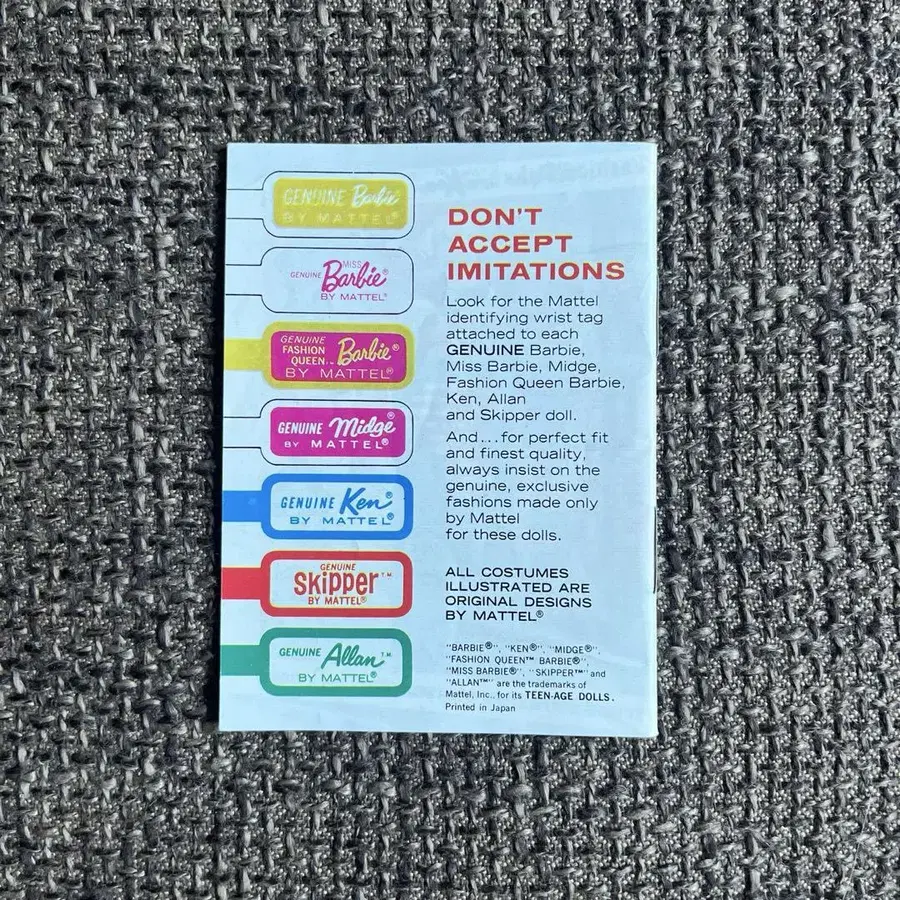 GENUINE Barbie®
BY MATTEL®
MISS
GENUINE Barbie®
BY MATTEL®
GENUINE
FASHION
QUEEN™ Barbie®
BY MATTEL®
GENUINE Midge®
BY MATTEL®
GENUINE Ken®
BY MATTEL®
GENUINE
Skipper T.M.
BY MATTEL®
GENUINE Allan T.M.
BY MATTEL®
DON'T
ACCEPT
IMITATIONS
Look for the Mattel
identifying wrist tag
attached to each
GENUINE Barbie,
Miss Barbie, Midge,
Fashion Queen Barbie,
Ken, Allan
and Skipper doll.
And...for perfect fit
and finest quality,
always insist on the
genuine, exclusive
fashions made only
by Mattel
for these dolls.
ALL COSTUMES
ILLUSTRATED ARE
ORIGINAL DESIGNS
BY MATTEL®
"BARBIE®", "KEN®", "MIDGE®",
"FASHION QUEEN™ BARBIE®",
"MISS BARBIE®", "SKIPPER™" and
"ALLAN™" are the trademarks of
Mattel, Inc., for its TEEN-AGE DOLLS.
Printed in Japan